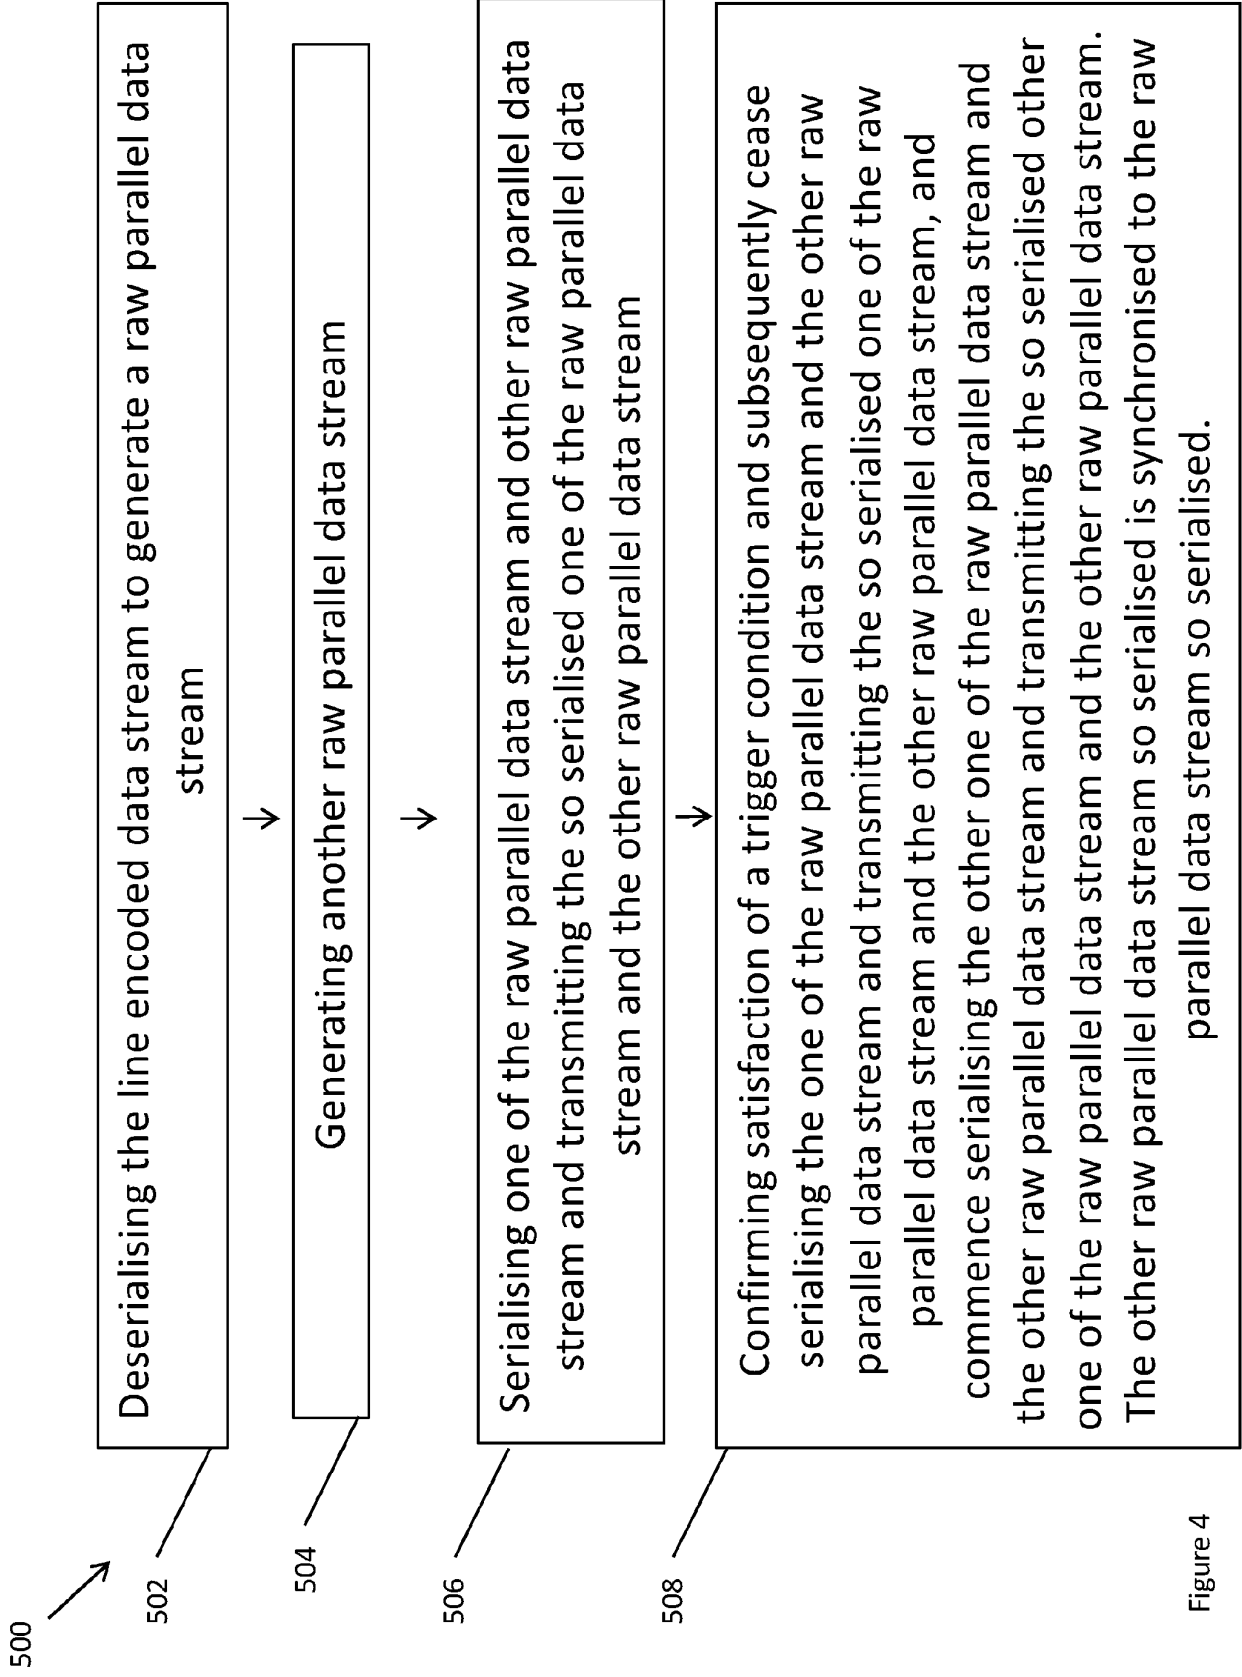 500
502
Deserialising the line encoded data stream to generate a raw parallel data
stream
504
Generating another raw parallel data stream
506
Serialising one of the raw parallel data stream and other raw parallel data
stream and transmitting the so serialised one of the raw parallel data
stream and the other raw parallel data stream
508
Confirming satisfaction of a trigger condition and subsequently cease
serialising the one of the raw parallel data stream and the other raw
parallel data stream and transmitting the so serialised one of the raw
parallel data stream and the other raw parallel data stream, and
commence serialising the other one of the raw parallel data stream and
the other raw parallel data stream and transmitting the so serialised other
one of the raw parallel data stream and the other raw parallel data stream.
The other raw parallel data stream so serialised is synchronised to the raw
parallel data stream so serialised.
Figure 4